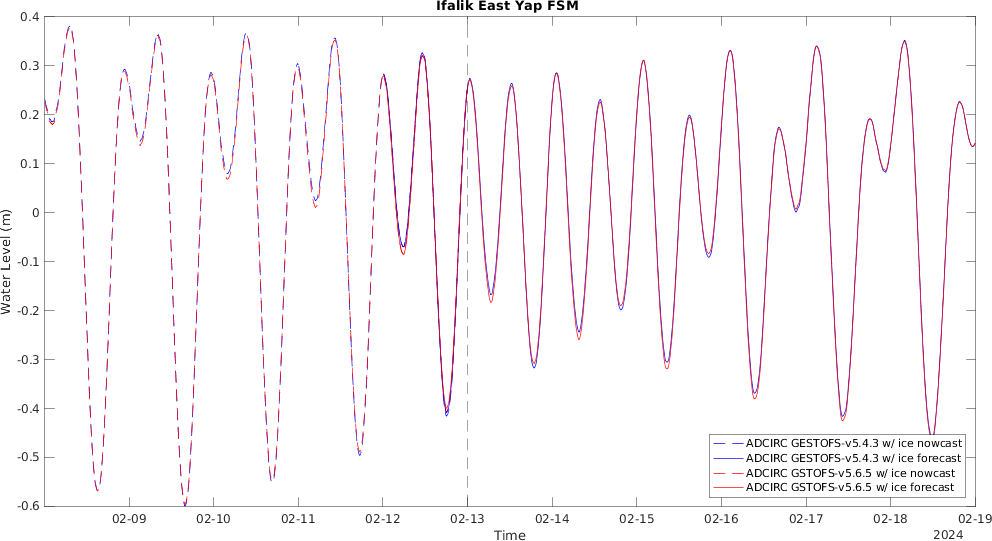 Ifalik East Yap FSM
0.4
0.3
0.2
0.1
0
-0.1
-0.2
-0.3
-0.4
-0.5
-0.6
Water Level (m)
ADCIRC GESTOFS-v5.4.3 w/ ice nowcast
ADCIRC GESTOFS-v5.4.3 w/ ice forecast
ADCIRC GSTOFS-v5.6.5 w/ ice nowcast
ADCIRC GSTOFS-v5.6.5 w/ ice forecast
02-09 02-10 02-11 02-12 02-13 02-14 02-15 02-16 02-17 02-18 02-19
Time
2024